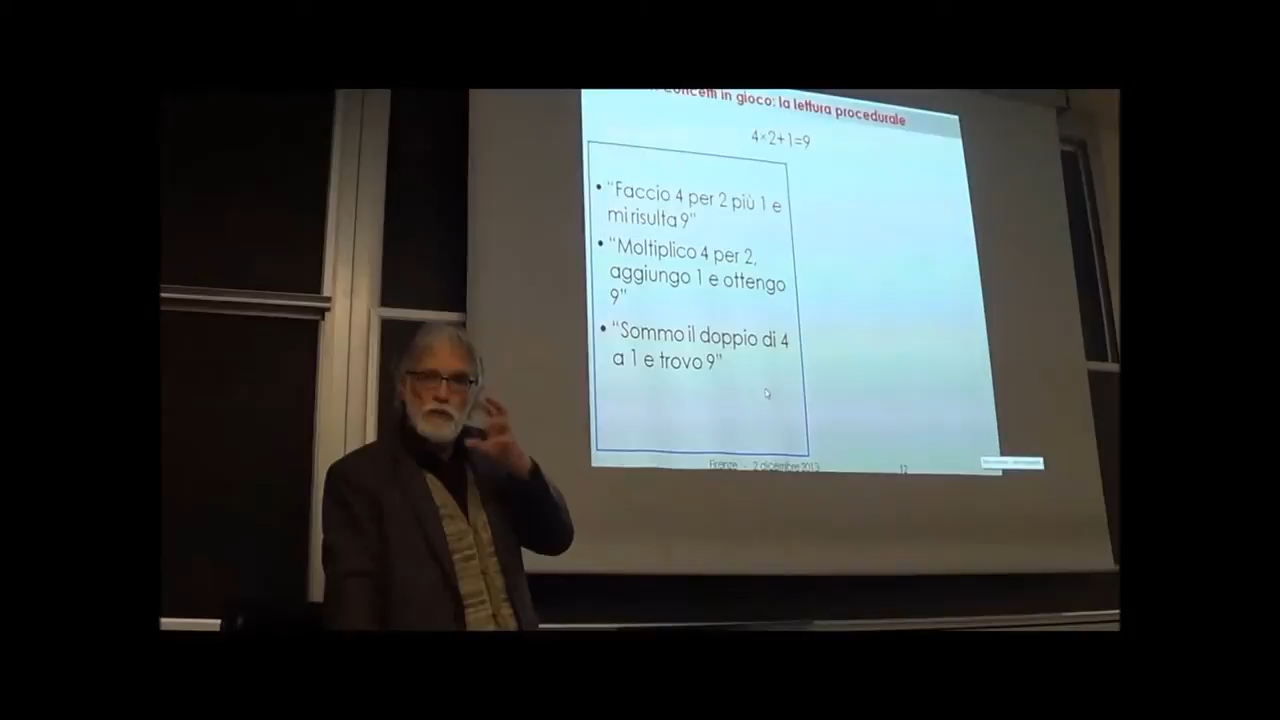 concetti in gioco: la lettura procedurale
4×2+1=9
• "Faccio 4 per 2 più 1 e
mi risulta 9"
• "Moltiplico 4 per 2,
aggiungo 1 e ottengo
9"
• "Sommo il doppio di 4
a 1 e trovo 9"
Firenze - 2 dicembre 2013 12